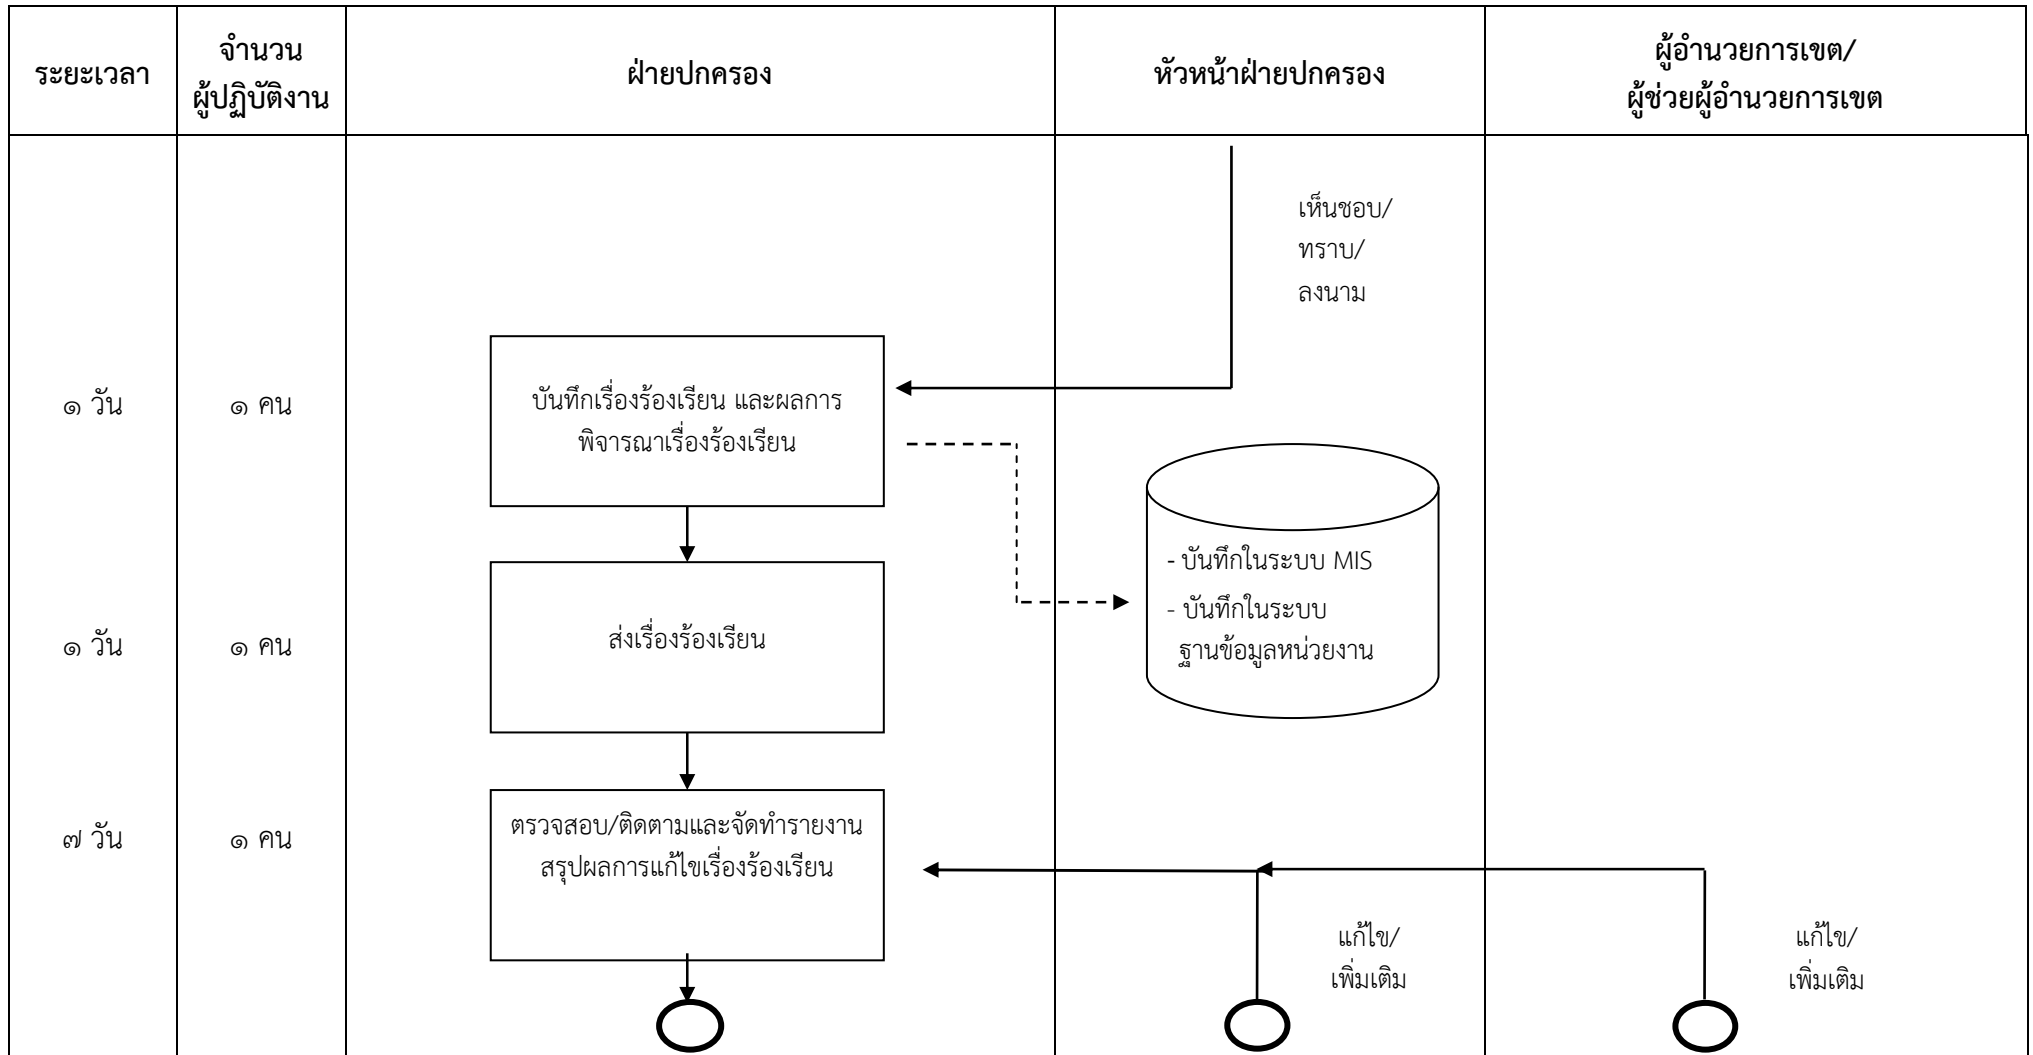 ระยะเวลา
จำนวน
ผู้ปฏิบัติงาน
ฝ่ายปกครอง
หัวหน้าฝ่ายปกครอง
ผู้อำนวยการเขต/
ผู้ช่วยผู้อำนวยการเขต
เห็นชอบ/
ทราบ/
ลงนาม
๑ วัน
๑ คน
บันทึกเรื่องร้องเรียน และผลการ
พิจารณาเรื่องร้องเรียน
- บันทึกในระบบ MIS
- บันทึกในระบบ
ฐานข้อมูลหน่วยงาน
๑ วัน
๑ คน
ส่งเรื่องร้องเรียน
๗ วัน
๑ คน
ตรวจสอบ/ติดตามและจัดทำรายงาน
สรุปผลการแก้ไขเรื่องร้องเรียน
แก้ไข/
เพิ่มเติม
แก้ไข/
เพิ่มเติม